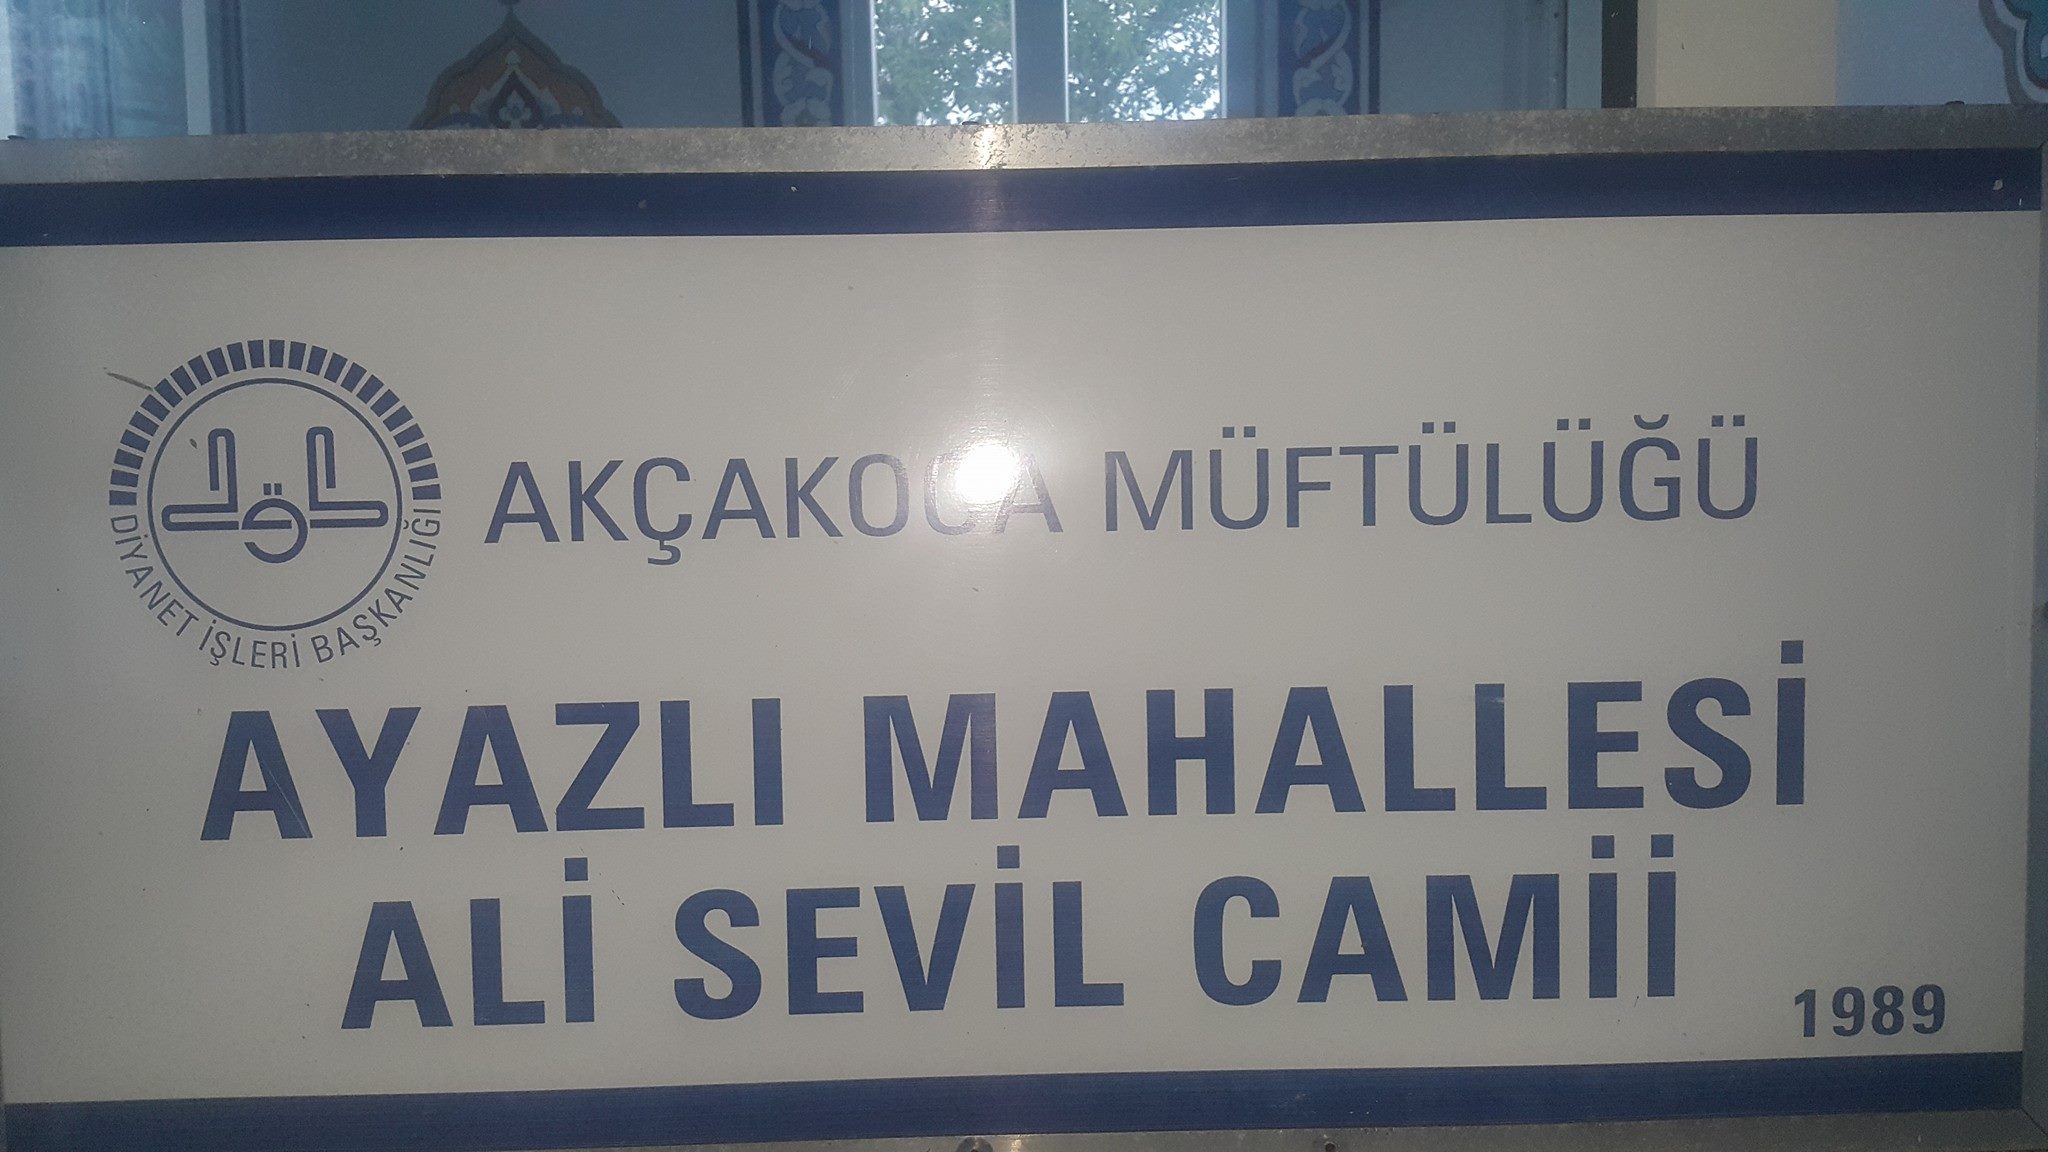 DİYANET İŞLERİ BAŞKANLIĞI
AKÇAKOCA MÜFTÜLÜĞÜ
AYAZLI MAHALLESİ
ALİ SEVİL CAMİİ
1989